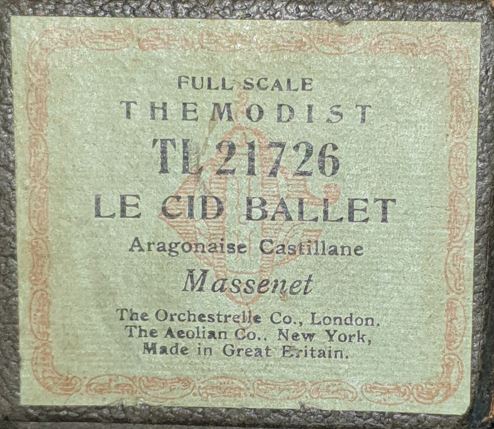 FULL SCALE
THEMODIST
TL 21726
LE CID BALLET
Aragonaise Castillane
Massenet
The Orchestrelle Co., London.
The Aeolian Co., New York,
Made in Great Britain.